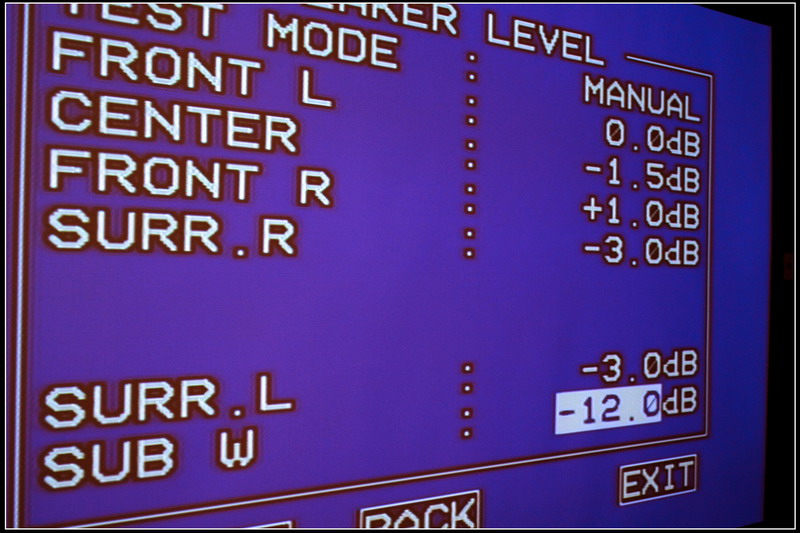 SPEAKER LEVEL
TEST MODE : MANUAL
FRONT L : 0.0dB
CENTER : -1.5dB
FRONT R : +1.0dB
SURR.R : -3.0dB
SURR.L : -3.0dB
SUB W : -12.0dB
BACK EXIT